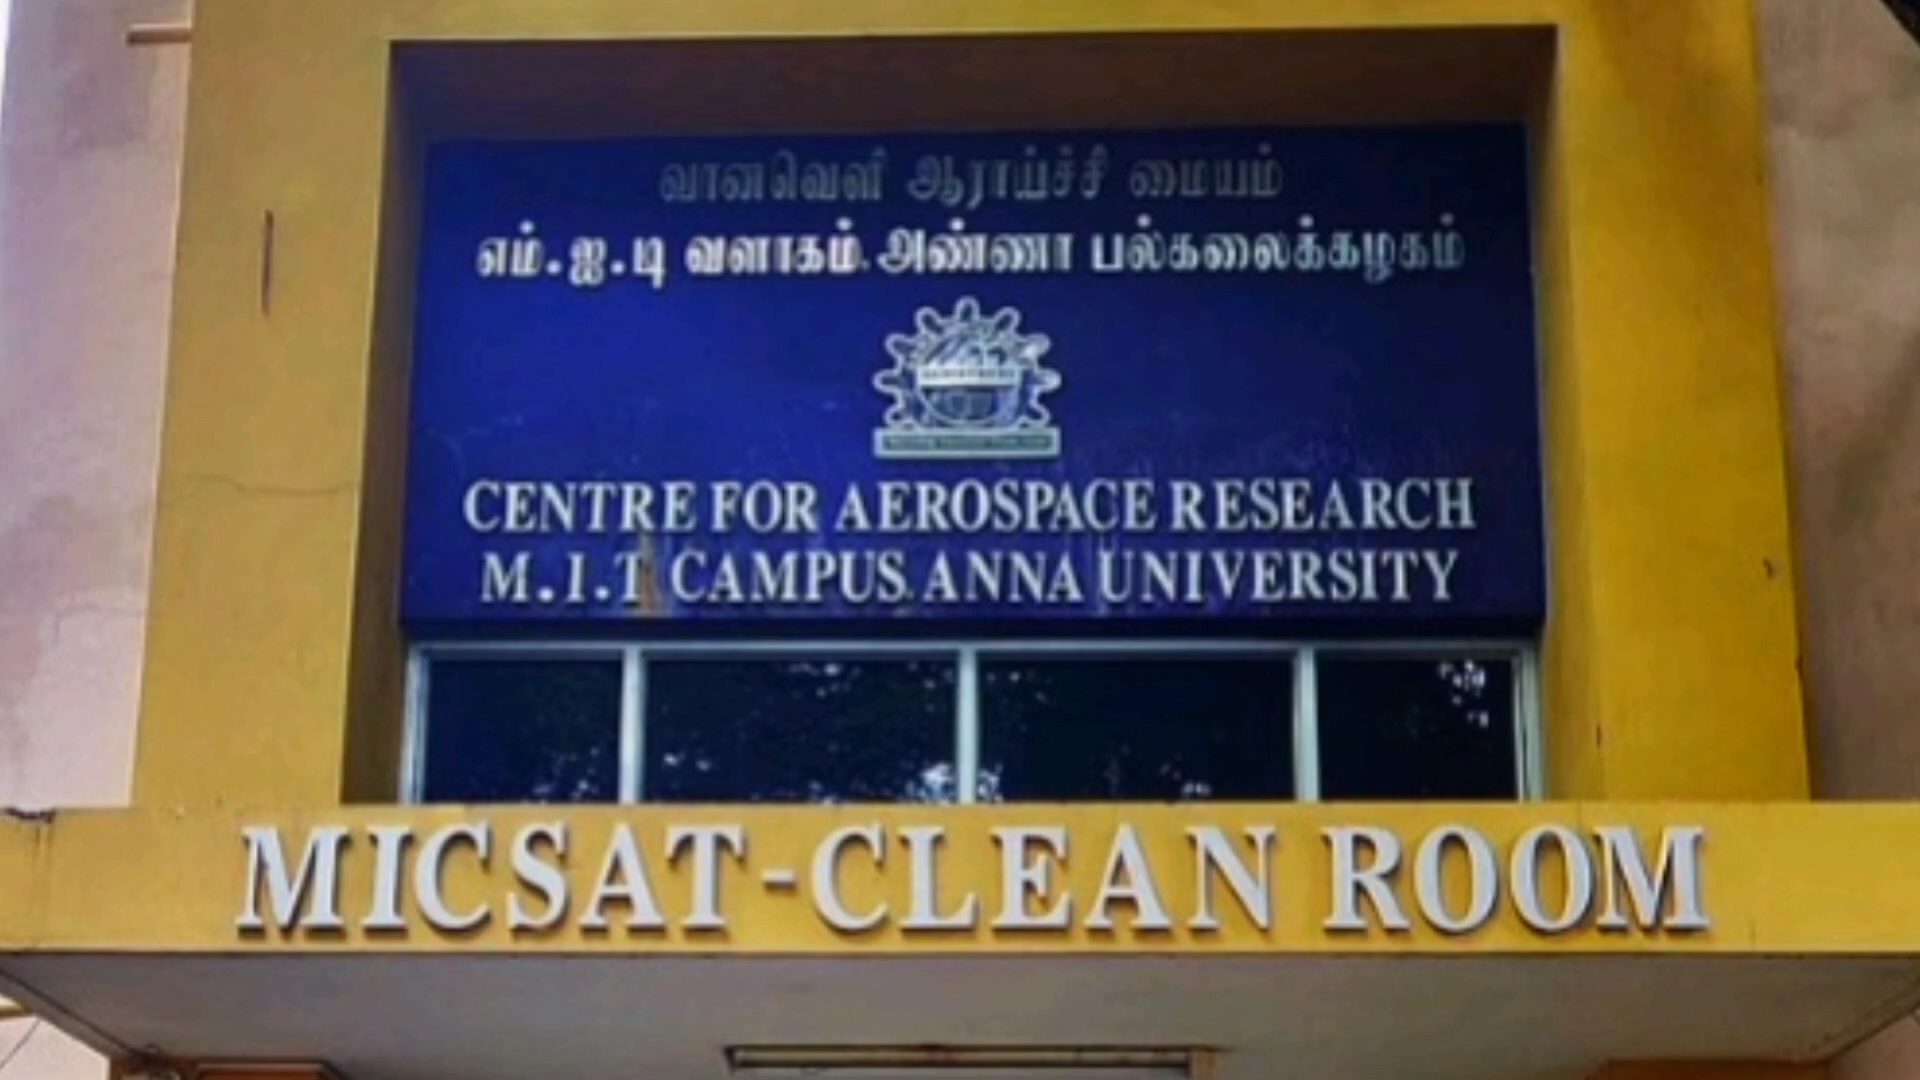 வானவெளி ஆராய்ச்சி மையம்
எம்.ஐ.டி வளாகம். அண்ணா பல்கலைக்கழகம்
CENTRE FOR AEROSPACE RESEARCH
M.I.T CAMPUS. ANNA UNIVERSITY
MICSAT-CLEAN ROOM